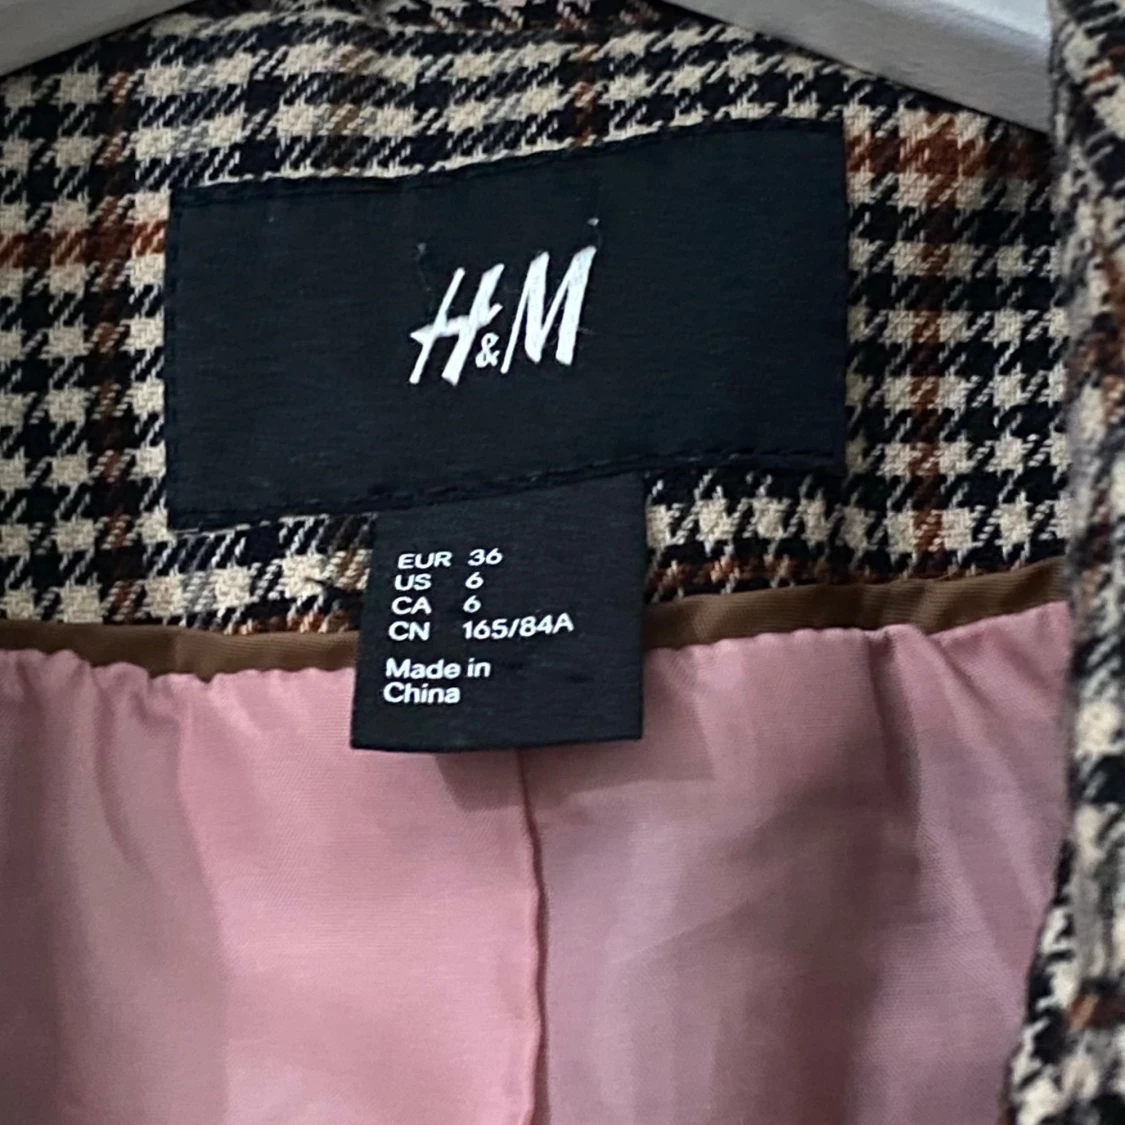 H&M
EUR 36
US 6
CA 6
CN 165/84A
Made in
China